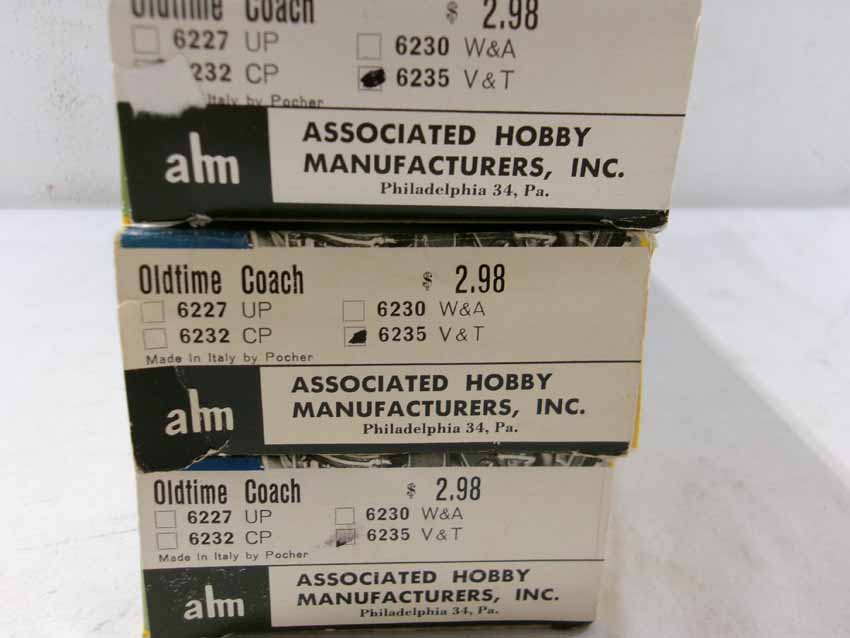 Oldtime Coach $ 2.98
6227 UP 6230 W&A
232 CP 6235 V&T
Italy by Pocher
ahm
ASSOCIATED HOBBY
MANUFACTURERS, INC.
Philadelphia 34, Pa.
Oldtime Coach $ 2.98
6227 UP 6230 W&A
6232 CP 6235 V&T
Made in Italy by Pocher
ahm
ASSOCIATED HOBBY
MANUFACTURERS, INC.
Philadelphia 34, Pa.
Oldtime Coach $ 2.98
6227 UP 6230 W&A
6232 CP 6235 V&T
Made in Italy by Pocher
ahm
ASSOCIATED HOBBY
MANUFACTURERS, INC.
Philadelphia 34, Pa.